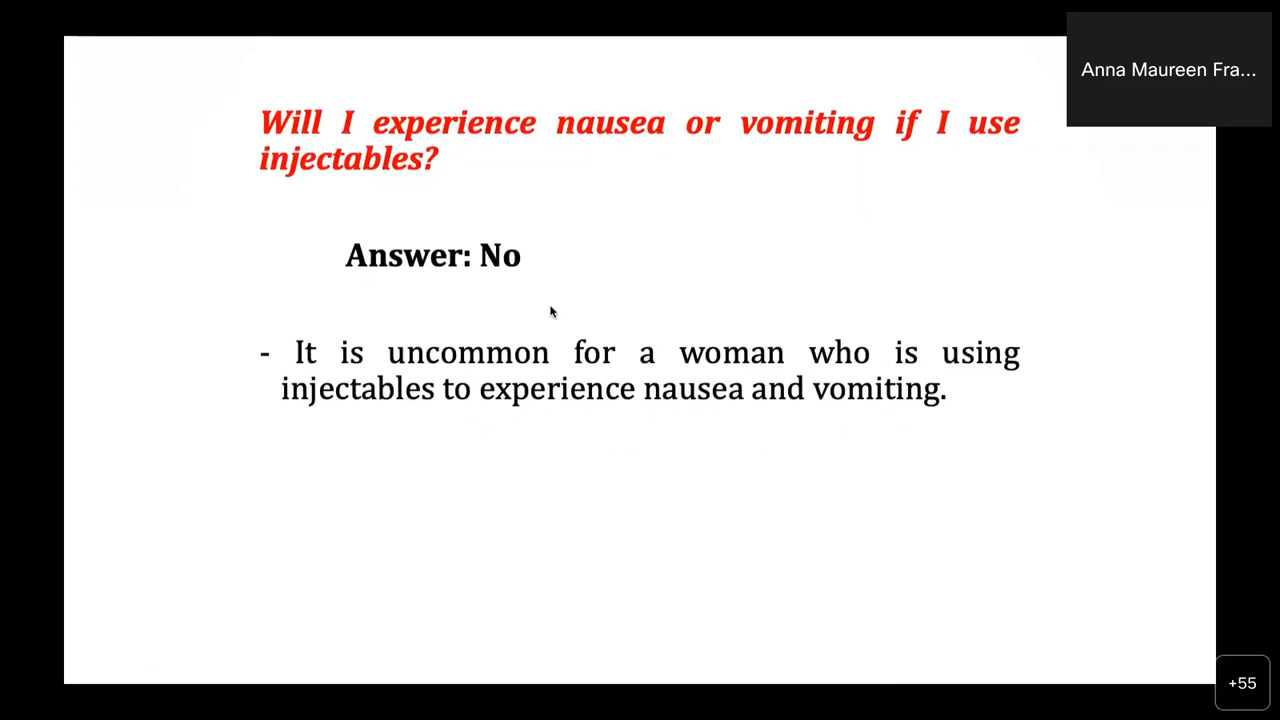 Anna Maureen Fra...
Will I experience nausea or vomiting if I use
injectables?
Answer: No
- It is uncommon for a woman who is using
injectables to experience nausea and vomiting.
+55